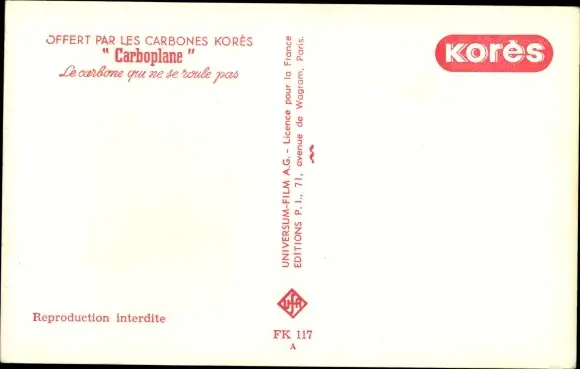 OFFERT PAR LES CARBONES KORÈS
" Carboplane "
Le carbone qui ne se roule pas
Reproduction interdite
UNIVERSUM-FILM A.G. - Licence pour la France
EDITIONS P. I., 71, avenue de Wagram, Paris.
UFA
FK 117
A
Korès